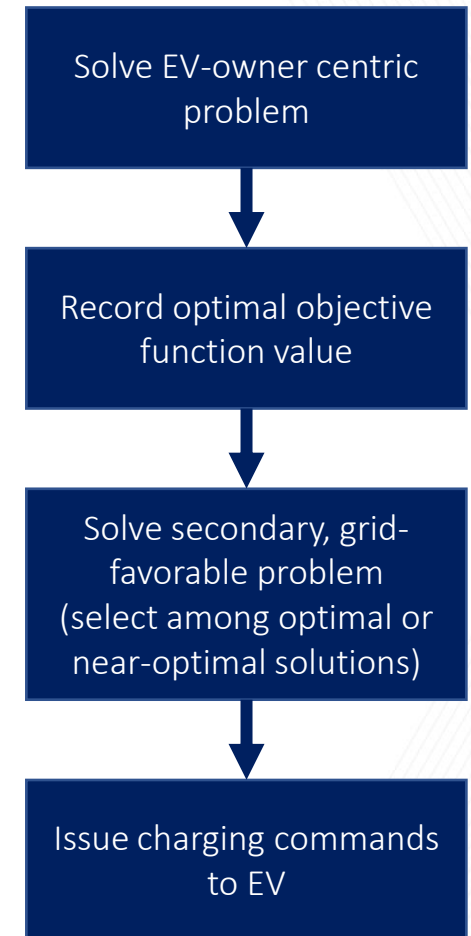 Solve EV-owner centric
problem
Record optimal objective
function value
Solve secondary, grid-
favorable problem
(select among optimal or
near-optimal solutions)
Issue charging commands
to EV